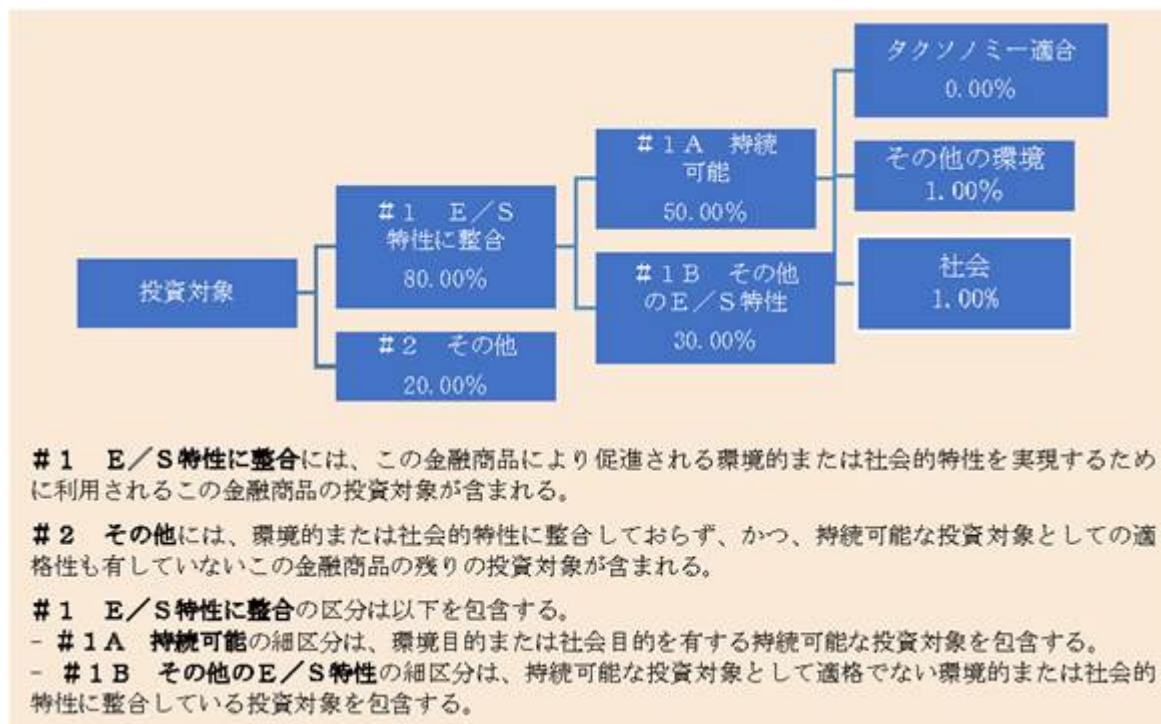 タクソノミー適合
0.00%
#1A 持続
可能
50.00%
その他の環境
1.00%
#1 E/S
特性に整合
80.00%
社会
1.00%
#1B その他
のE/S特性
30.00%
投資対象
#2 その他
20.00%
#1 E/S特性に整合には、この金融商品により促進される環境的または社会的特性を実現するため
に利用されるこの金融商品の投資対象が含まれる。
#2 その他には、環境的または社会的特性に整合しておらず、かつ、持続可能な投資対象としての適
格性も有していないこの金融商品の残りの投資対象が含まれる。
#1 E/S特性に整合の区分は以下を包含する。
- #1A 持続可能の細区分は、環境目的または社会目的を有する持続可能な投資対象を包含する。
- #1B その他のE/S特性の細区分は、持続可能な投資対象として適格でない環境的または社会的
特性に整合している投資対象を包含する。